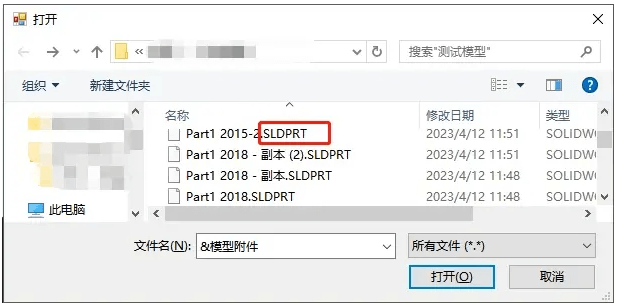 打开
搜索"测试模型"
组织 新建文件夹
名称 修改日期 类型
Part1 2015-2.SLDPRT 2023/4/12 11:51 SOLIDW
Part1 2018 - 副本 (2).SLDPRT 2023/4/12 11:51 SOLIDW
Part1 2018 - 副本.SLDPRT 2023/4/12 11:48 SOLIDW
Part1 2018.SLDPRT 2023/4/12 11:48 SOLIDW
此电脑
文件名(N): &模型附件 所有文件 (*.*)
打开(O) 取消